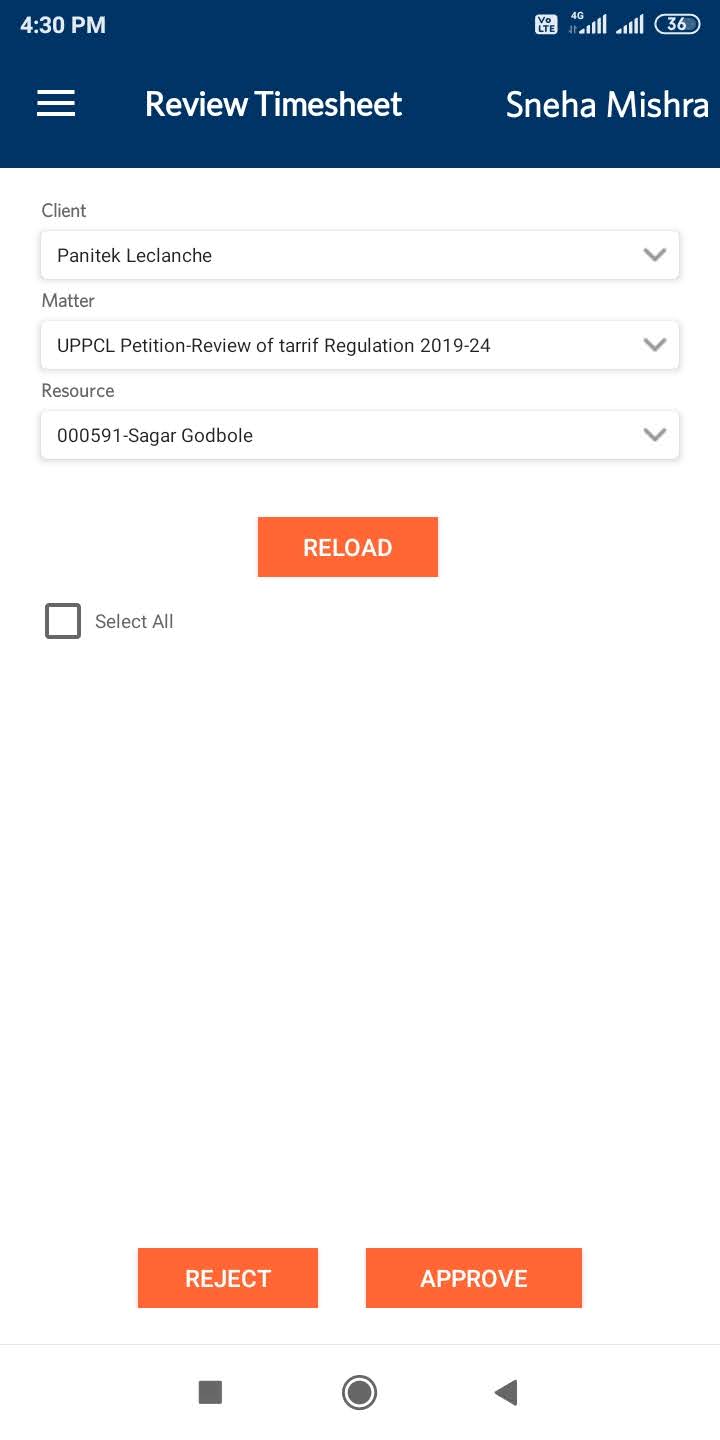 4:30 PM
Vo LTE 4G 36
Review Timesheet
Sneha Mishra
Client
Panitek Leclanche
Matter
UPPCL Petition-Review of tarrif Regulation 2019-24
Resource
000591-Sagar Godbole
RELOAD
Select All
REJECT
APPROVE